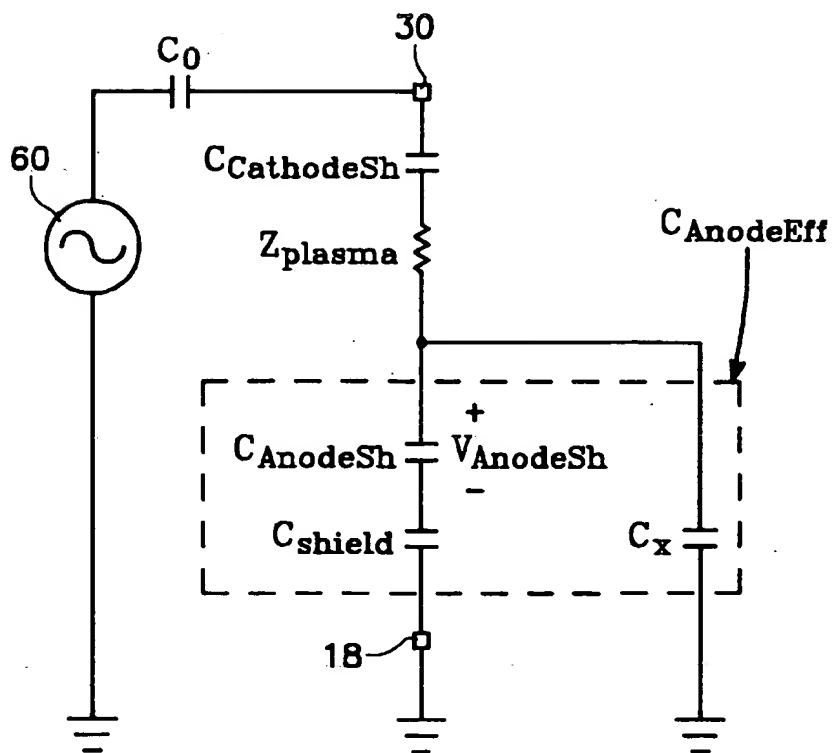 30
C0
60
CCathodeSh
Zplasma
CAnodeEff
+
CAnodeSh
VAnodeSh
−
Cshield
Cx
18